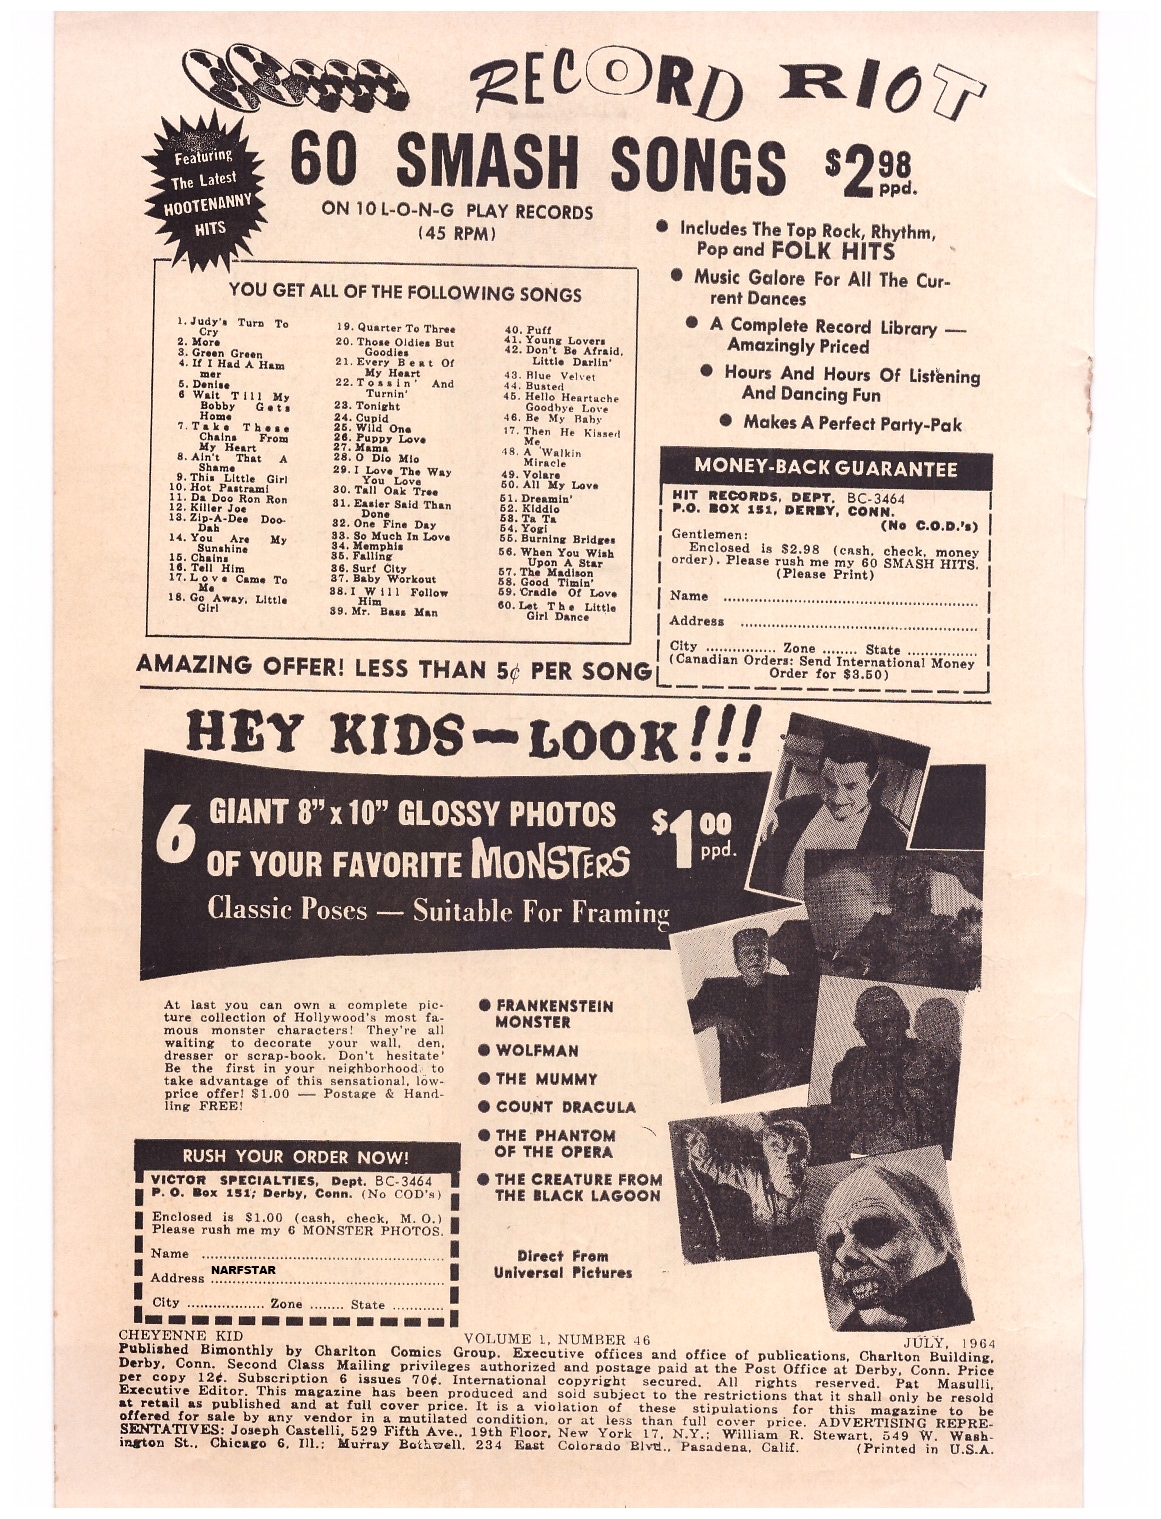 RECORD RIOT
Featuring
The Latest
HOOTENANNY
HITS
60 SMASH SONGS $2.98 ppd.
ON 10 L-O-N-G PLAY RECORDS
(45 RPM)
● Includes The Top Rock, Rhythm,
Pop and FOLK HITS
● Music Galore For All The Cur-
rent Dances
● A Complete Record Library —
Amazingly Priced
● Hours And Hours Of Listening
And Dancing Fun
● Makes A Perfect Party-Pak
YOU GET ALL OF THE FOLLOWING SONGS
1. Judy's Turn To
Cry
2. More
3. Green Green
4. If I Had A Ham
mer
5. Denise
6 Wait Till My
Bobby Gets
Home
7. Take These
Chains From
My Heart
8. Ain't That A
Shame
9. This Little Girl
10. Hot Pastrami
11. Da Doo Ron Ron
12. Killer Joe
13. Zip-A-Dee Doo-
Dah
14. You Are My
Sunshine
15. Chains
16. Tell Him
17. Love Came To
Me
18. Go Away, Little
Girl
19. Quarter To Three
20. Those Oldies But
Goodies
21. Every Beat Of
My Heart
22. Tossin' And
Turnin'
23. Tonight
24. Cupid
25. Wild One
26. Puppy Love
27. Mama
28. O Dio Mio
29. I Love The Way
You Love
30. Tall Oak Tree
31. Easier Said Than
Done
32. One Fine Day
33. So Much In Love
34. Memphis
35. Falling
36. Surf City
37. Baby Workout
38. I Will Follow
Him
39. Mr. Bass Man
40. Puff
41. Young Lovers
42. Don't Be Afraid,
Little Darlin'
43. Blue Velvet
44. Busted
45. Hello Heartache
Goodbye Love
46. Be My Baby
17. Then He Kissed
Me
48. A Walkin
Miracle
49. Volare
50. All My Love
51. Dreamin'
52. Kiddio
53. Ta Ta
54. Yogi
55. Burning Bridges
56. When You Wish
Upon A Star
57. The Madison
58. Good Timin'
59. Cradle Of Love
60. Let The Little
Girl Dance
AMAZING OFFER! LESS THAN 5¢ PER SONG
MONEY-BACK GUARANTEE
HIT RECORDS, DEPT. BC-3464
P.O. BOX 151, DERBY, CONN.
(No C.O.D.'s)
Gentlemen:
Enclosed is $2.98 (cash, check, money
order). Please rush me my 60 SMASH HITS.
(Please Print)
Name ..........................................
Address ......................................
City ................ Zone ........ State ...............
(Canadian Orders: Send International Money
Order for $3.50)
HEY KIDS—LOOK!!!
6 GIANT 8" x 10" GLOSSY PHOTOS
OF YOUR FAVORITE MONSTERS
$1.00 ppd.
Classic Poses — Suitable For Framing
At last you can own a complete pic-
ture collection of Hollywood's most fa-
mous monster characters! They're all
waiting to decorate your wall, den,
dresser or scrap-book. Don't hesitate'
Be the first in your neighborhood to
take advantage of this sensational, low-
price offer! $1.00 — Postage & Hand-
ling FREE!
● FRANKENSTEIN
MONSTER
● WOLFMAN
● THE MUMMY
● COUNT DRACULA
● THE PHANTOM
OF THE OPERA
● THE CREATURE FROM
THE BLACK LAGOON
Direct From
Universal Pictures
RUSH YOUR ORDER NOW!
VICTOR SPECIALTIES, Dept. BC-3464
P. O. Box 151; Derby, Conn. (No COD's)
Enclosed is $1.00 (cash, check, M. O.)
Please rush me my 6 MONSTER PHOTOS.
Name ........................................
NARFSTAR
Address ......................................
City .................. Zone ........ State ............
CHEYENNE KID VOLUME 1, NUMBER 46 JULY, 1964
Published Bimonthly by Charlton Comics Group. Executive offices and office of publications, Charlton Building,
Derby, Conn. Second Class Mailing privileges authorized and postage paid at the Post Office at Derby, Conn. Price
per copy 12¢. Subscription 6 issues 70¢. International copyright secured. All rights reserved. Pat Masulli,
Executive Editor. This magazine has been produced and sold subject to the restrictions that it shall only be resold
at retail as published and at full cover price. It is a violation of these stipulations for this magazine to be
offered for sale by any vendor in a mutilated condition, or at less than full cover price. ADVERTISING REPRE-
SENTATIVES: Joseph Castelli, 529 Fifth Ave., 19th Floor, New York 17, N.Y.; William R. Stewart, 549 W. Wash-
ington St., Chicago 6, Ill.; Murray Bothwell, 234 East Colorado Blvd., Pasadena, Calif. (Printed in U.S.A.